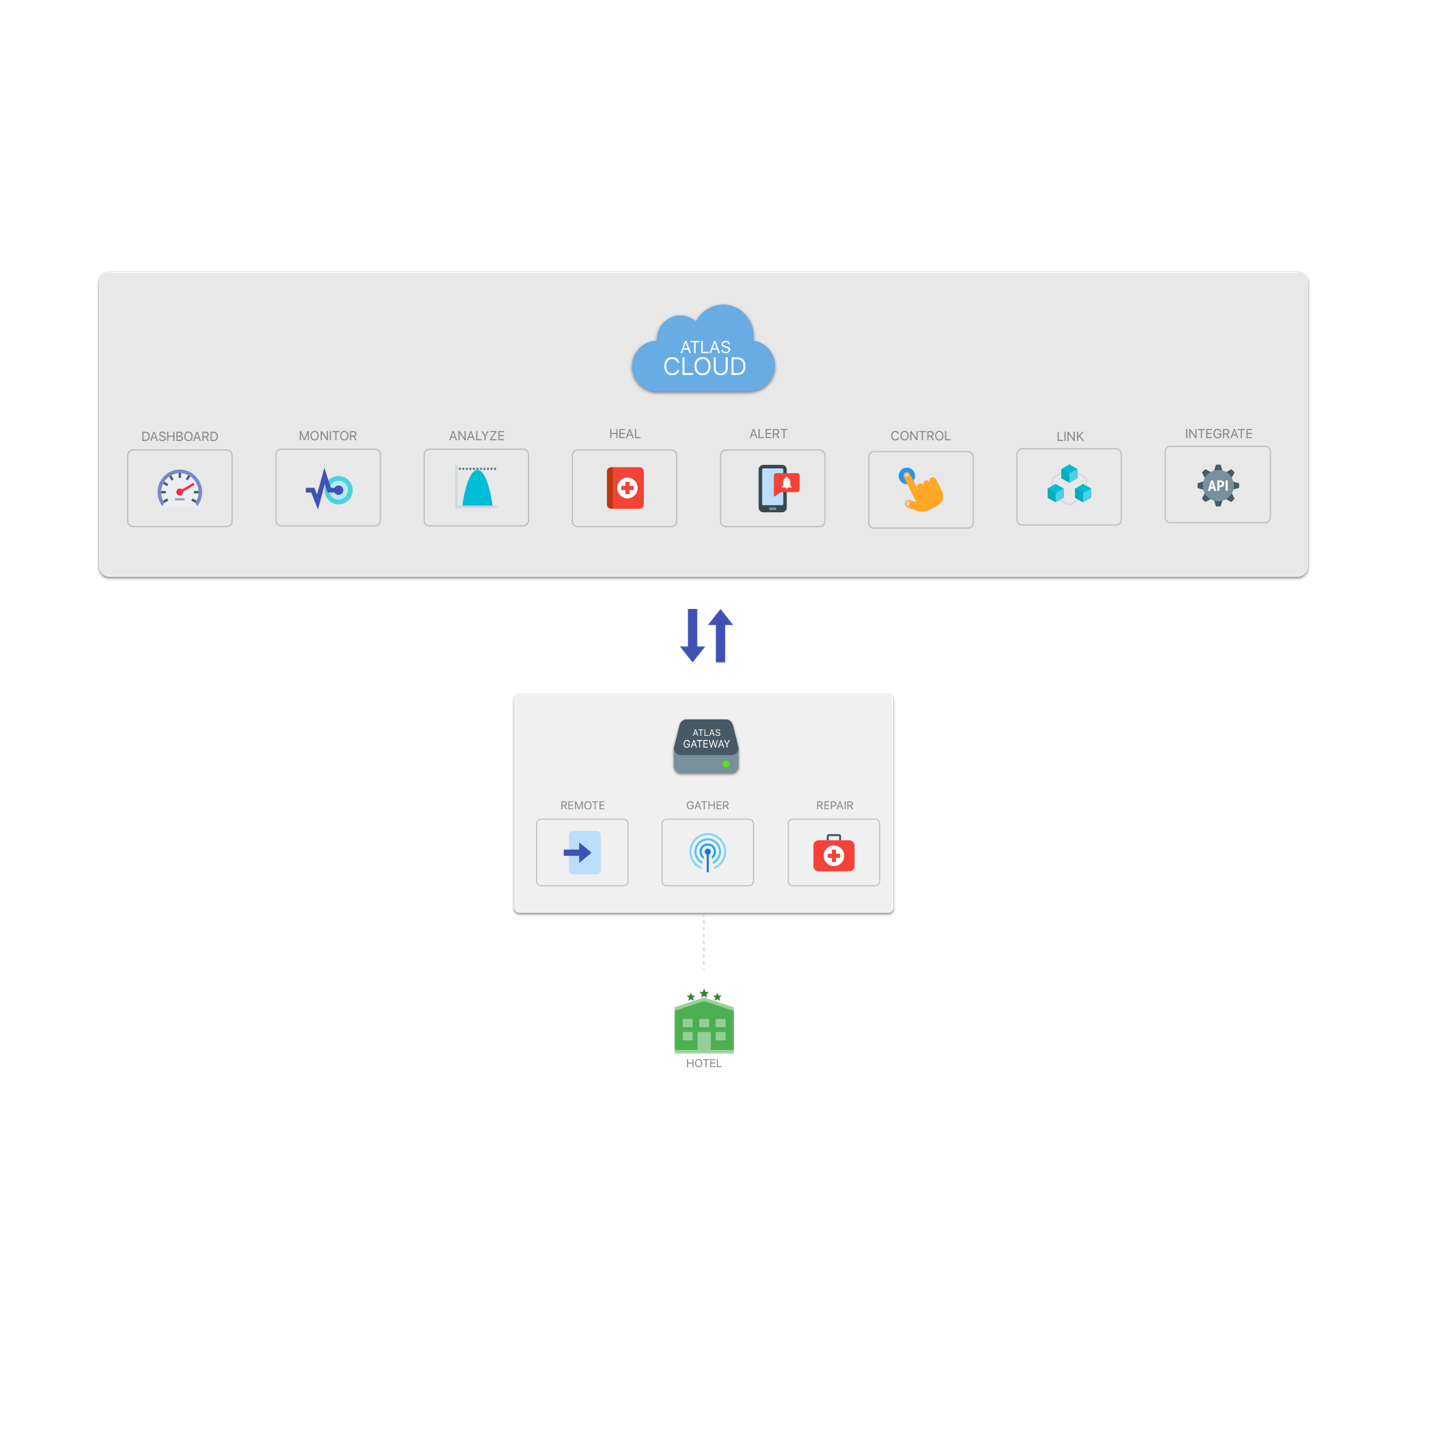 ATLAS
CLOUD
DASHBOARD
MONITOR
ANALYZE
HEAL
ALERT
CONTROL
LINK
INTEGRATE
API
ATLAS
GATEWAY
REMOTE
GATHER
REPAIR
HOTEL